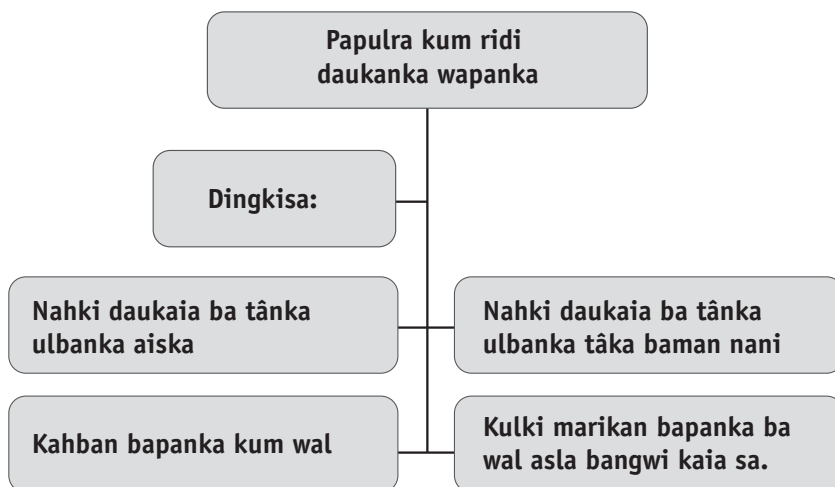 Papulra kum ridi
daukanka wapanka
Dingkisa:
Nahki daukaia ba tânka
ulbanka aiska
Nahki daukaia ba tânka
ulbanka tâka baman nani
Kahban bapanka kum wal
Kulki marikan bapanka ba
wal asla bangwi kaia sa.